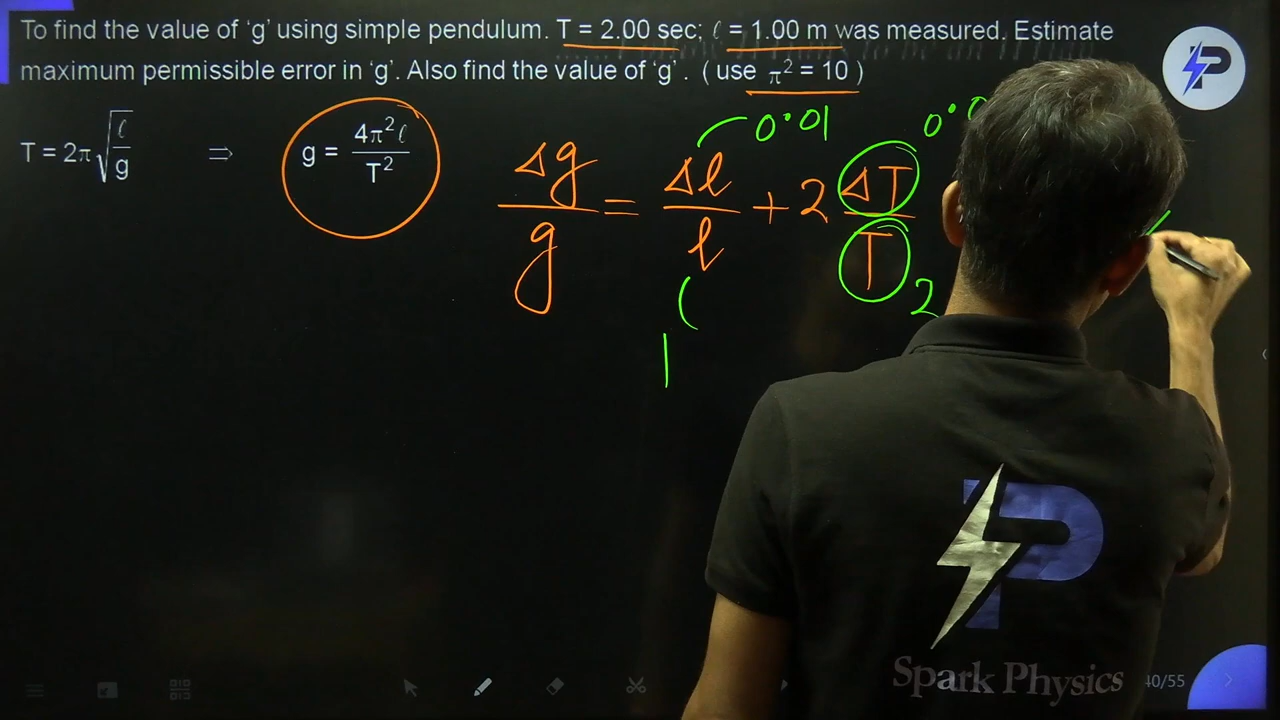 To find the value of 'g' using simple pendulum. T = 2.00 sec; ℓ = 1.00 m was measured. Estimate
maximum permissible error in 'g'. Also find the value of 'g' . ( use π² = 10 )
T = 2π√(ℓ/g) ⇒ g = 4π²ℓ/T²
Δg/g = Δl/l + 2 ΔT/T
0.01
0.0
2
1
P
Spark Physics
40/55